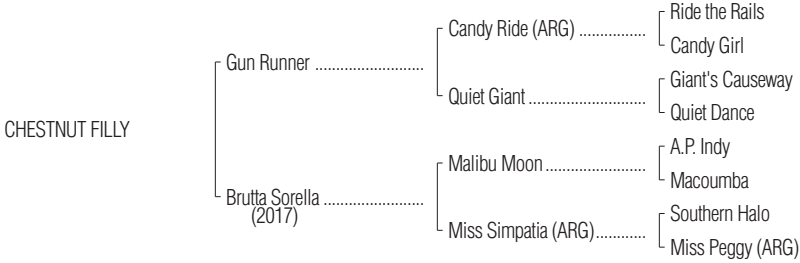 Ride the Rails
Candy Ride (ARG) ................
Candy Girl
Gun Runner ..........................
Giant's Causeway
Quiet Giant ............................
Quiet Dance
CHESTNUT FILLY
A.P. Indy
Malibu Moon ........................
Macoumba
Brutta Sorella ........................
(2017)
Southern Halo
Miss Simpatia (ARG)............
Miss Peggy (ARG)